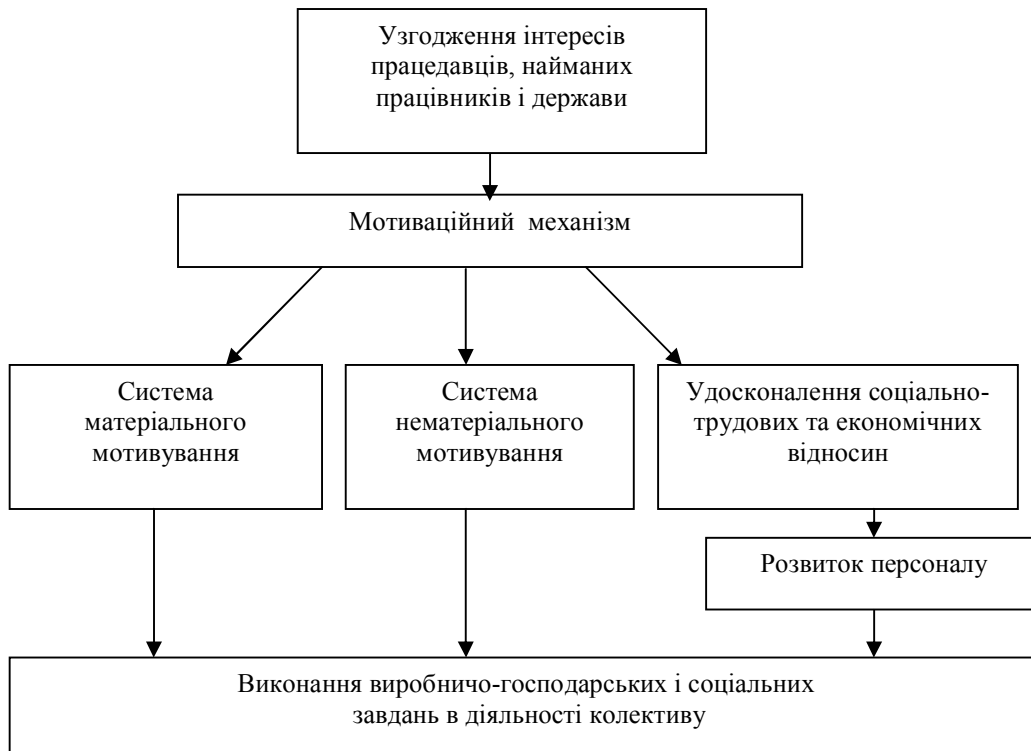 Узгодження інтересів
працедавців, найманих
працівників і держави
Мотиваційний механізм
Система
матеріального
мотивування
Система
нематеріального
мотивування
Удосконалення соціально-
трудових та економічних
відносин
Розвиток персоналу
Виконання виробничо-господарських і соціальних
завдань в діяльності колективу